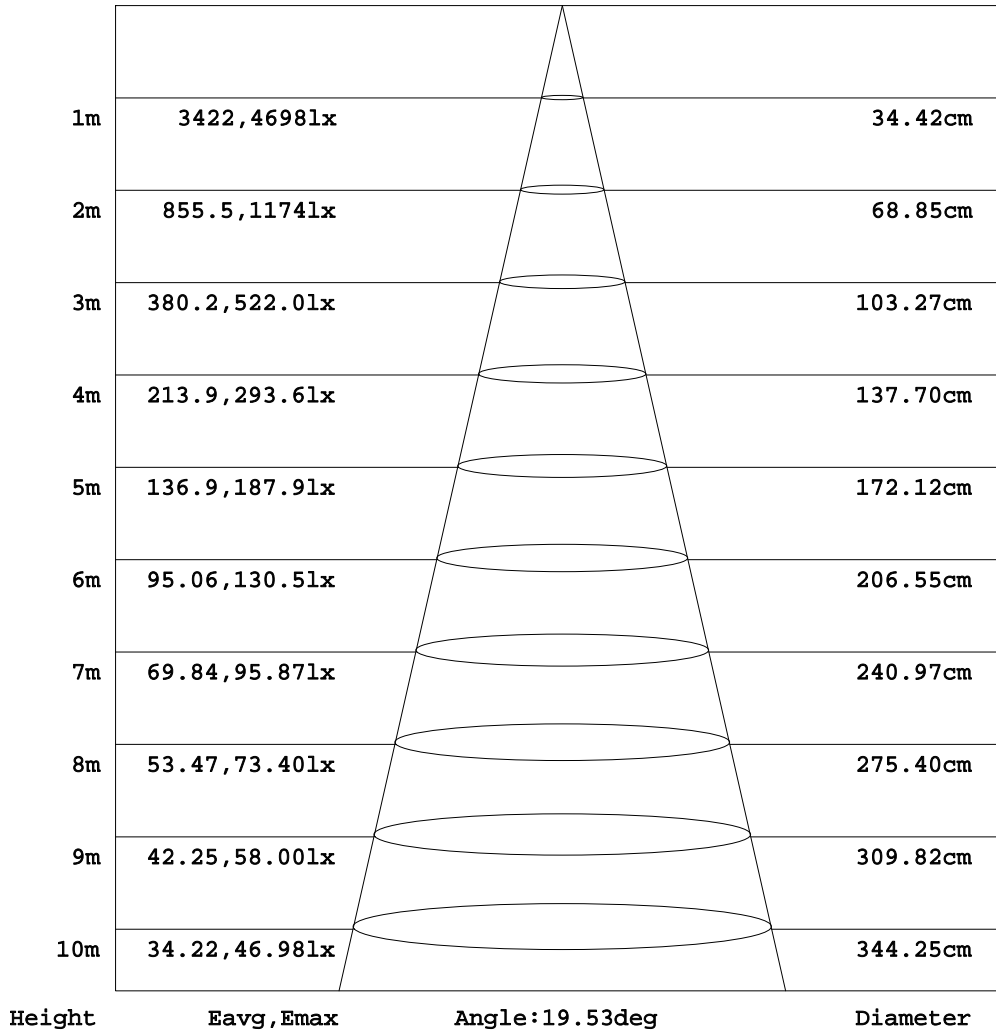 1m 3422,4698lx 34.42cm
2m 855.5,1174lx 68.85cm
3m 380.2,522.0lx 103.27cm
4m 213.9,293.6lx 137.70cm
5m 136.9,187.9lx 172.12cm
6m 95.06,130.5lx 206.55cm
7m 69.84,95.87lx 240.97cm
8m 53.47,73.40lx 275.40cm
9m 42.25,58.00lx 309.82cm
10m 34.22,46.98lx 344.25cm
Height Eavg,Emax Angle:19.53deg Diameter